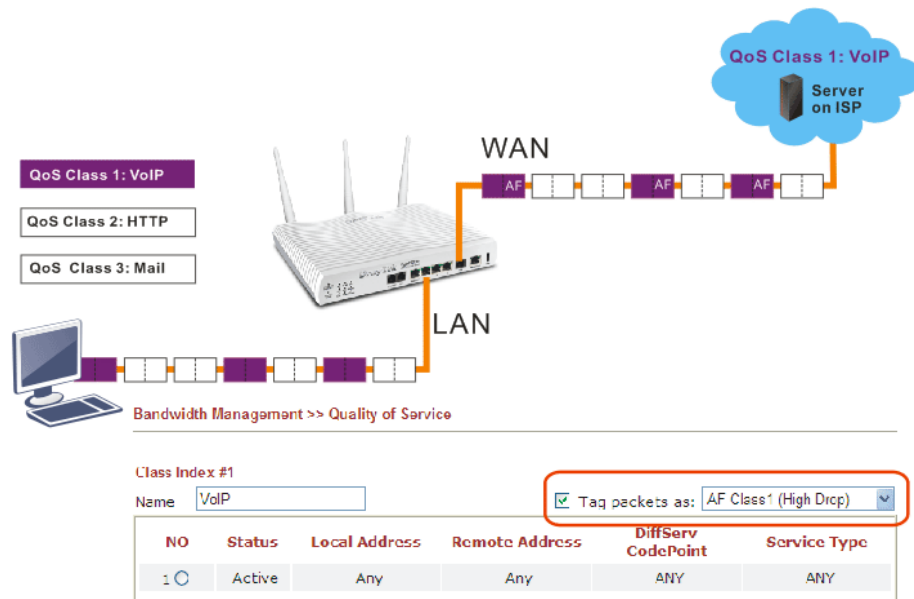 QoS Class 1: VoIP
Server
on ISP
WAN
AF
AF
AF
QoS Class 1: VoIP
QoS Class 2: HTTP
QoS Class 3: Mail
LAN
Bandwidth Management >> Quality of Service
Class Index #1
Name VoIP Tag packets as: AF Class1 (High Drop)
NO Status Local Address Remote Address DiffServ CodePoint Service Type
1 Active Any Any ANY ANY